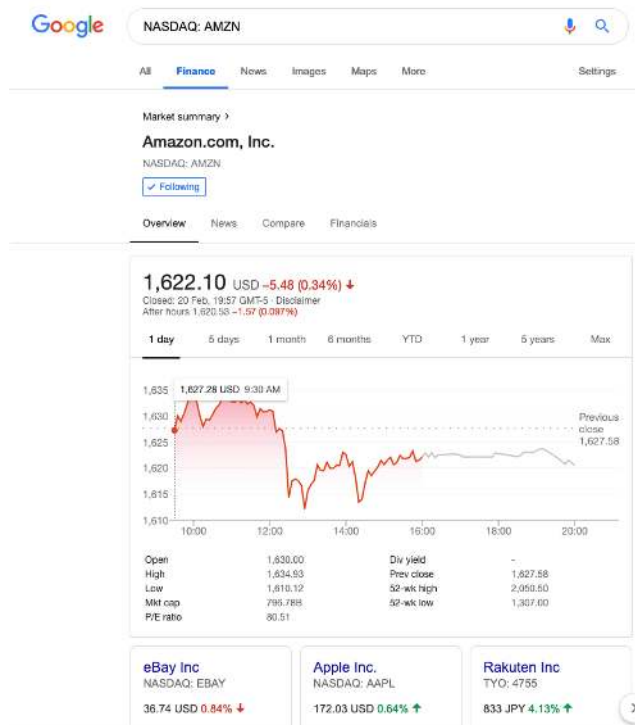 Google
NASDAQ: AMZN
All Finance News Images Maps More Settings
Market summary >
Amazon.com, Inc.
NASDAQ: AMZN
Following
Overview News Compare Financials
1,622.10 USD −5.48 (0.34%)
Closed: 20 Feb, 19:57 GMT-5 · Disclaimer
After hours 1,620.53 −1.57 (0.097%)
1 day 5 days 1 month 6 months YTD 1 year 5 years Max
1,627.28 USD 9:30 AM
1,635
1,630
1,625
1,620
1,615
1,610
Previous
close
1,627.58
10:00 12:00 14:00 16:00 18:00 20:00
Open 1,630.00 Div yield -
High 1,634.93 Prev close 1,627.58
Low 1,610.12 52-wk high 2,050.50
Mkt cap 796.78B 52-wk low 1,307.00
P/E ratio 80.51
eBay Inc Apple Inc. Rakuten Inc
NASDAQ: EBAY NASDAQ: AAPL TYO: 4755
36.74 USD 0.84% 172.03 USD 0.64% 833 JPY 4.13%